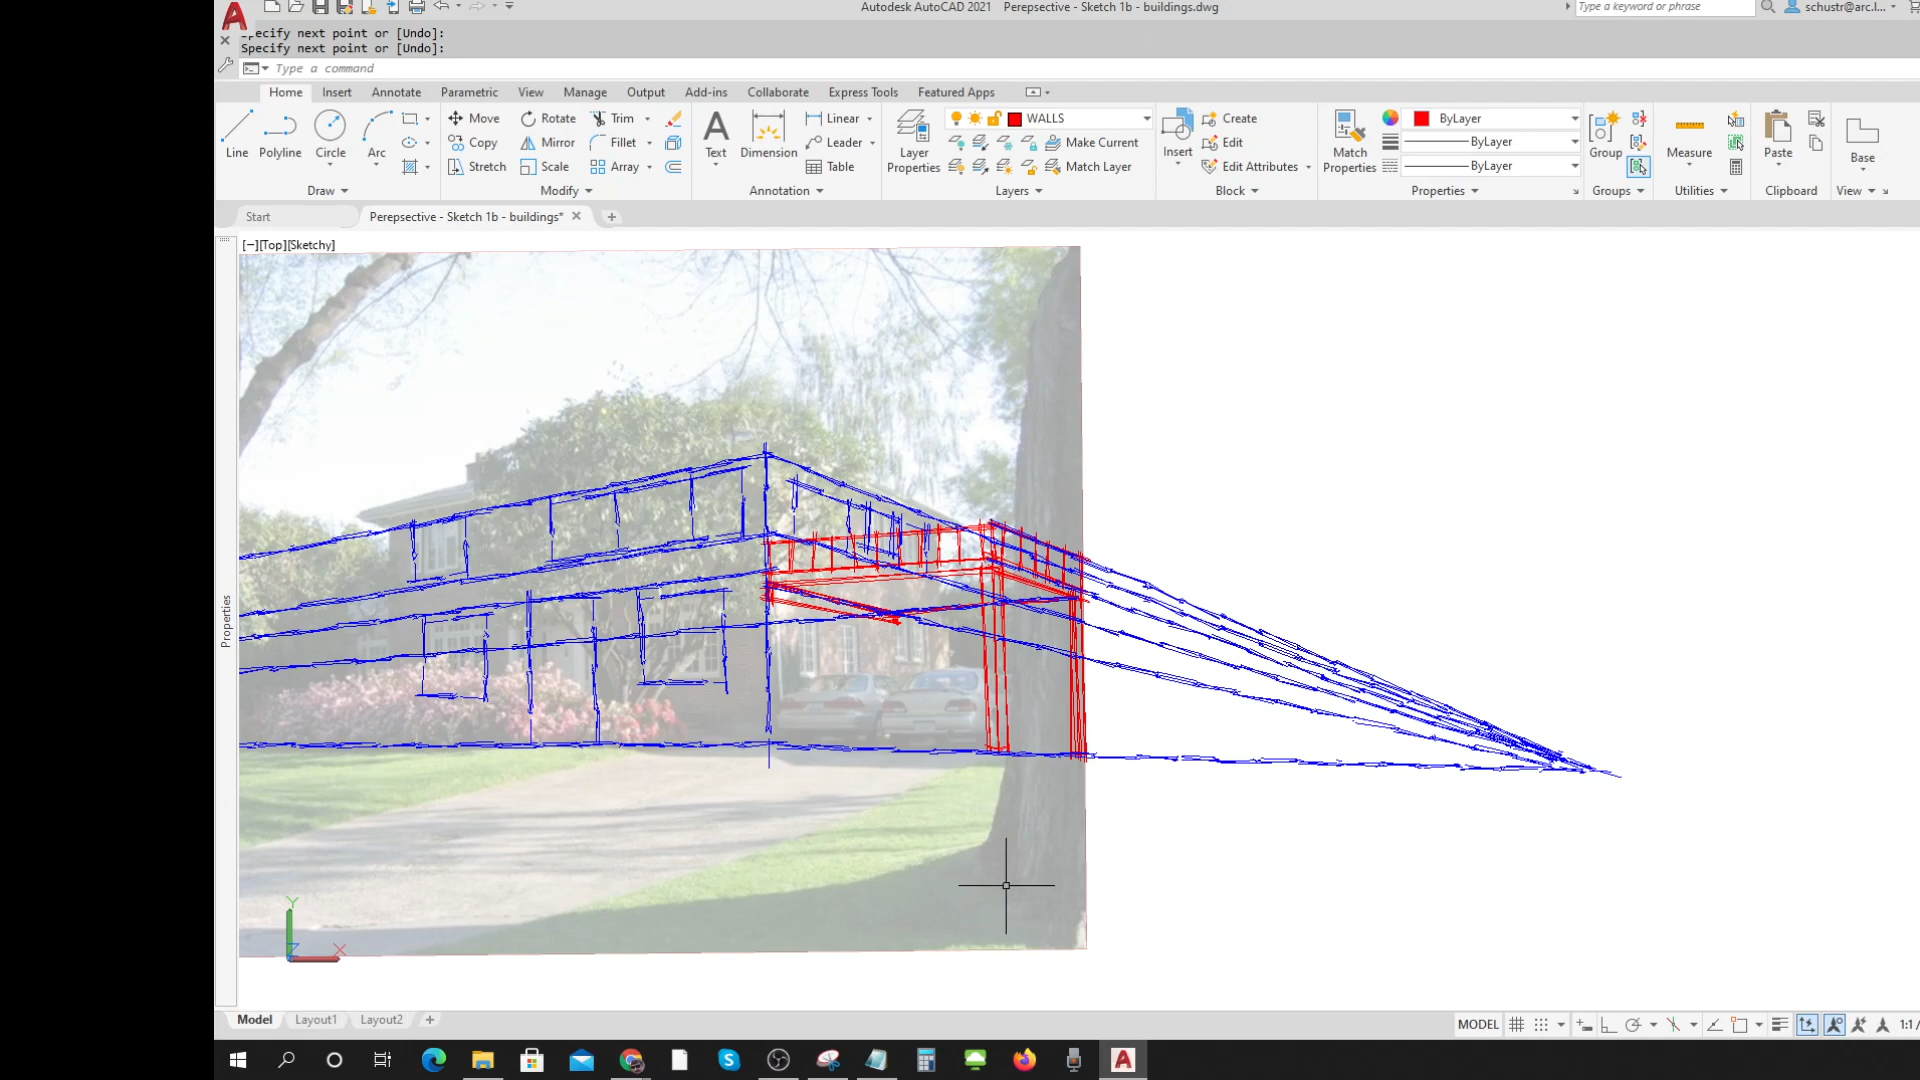 Autodesk AutoCAD 2021 Perepsective - Sketch 1b - buildings.dwg
Type a keyword or phrase
schustr@arc.l...
Specify next point or [Undo]:
Specify next point or [Undo]:
Type a command
Home Insert Annotate Parametric View Manage Output Add-ins Collaborate Express Tools Featured Apps
Line
Polyline
Circle
Arc
Draw
Move
Rotate
Trim
Copy
Mirror
Fillet
Stretch
Scale
Array
Modify
Text
Dimension
Linear
Leader
Table
Annotation
Layer
Properties
WALLS
Make Current
Match Layer
Layers
Insert
Create
Edit
Edit Attributes
Block
Match
Properties
ByLayer
ByLayer
ByLayer
Properties
Group
Groups
Measure
Utilities
Paste
Clipboard
Base
View
Start
Perepsective - Sketch 1b - buildings*
[−][Top][Sketchy]
Properties
Y
Z
X
Model Layout1 Layout2
MODEL
1:1 /